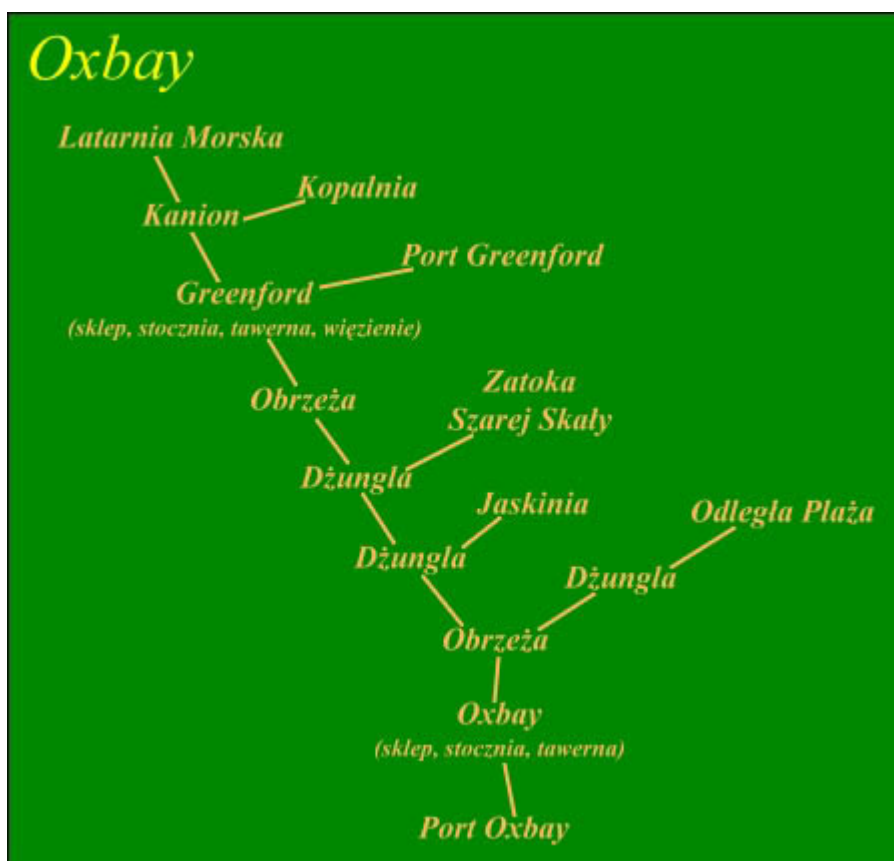 Oxbay
Latarnia Morska
Kopalnia
Kanion
Port Greenford
Greenford
(sklep, stocznia, tawerna, więzienie)
Zatoka
Obrzeża
Szarej Skały
Dżungla
Jaskinia
Odległa Plaża
Dżungla
Dżungla
Obrzeża
Oxbay
(sklep, stocznia, tawerna)
Port Oxbay